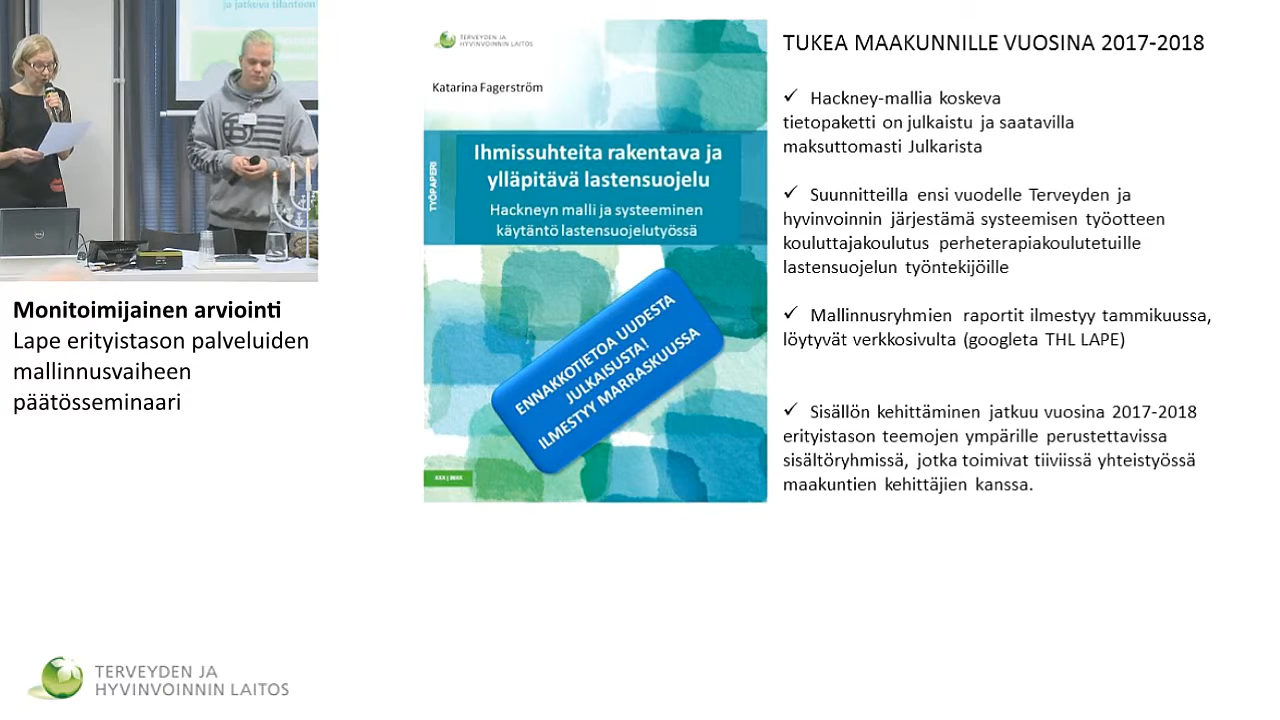 ja jatkuva tilanteen
Monitoimijainen arviointi
Lape erityistason palveluiden
mallinnusvaiheen
päätösseminaari
TERVEYDEN JA
HYVINVOINNIN LAITOS
TERVEYDEN JA
HYVINVOINNIN LAITOS
Katarina Fagerström
TYÖPAPERI
Ihmissuhteita rakentava ja
ylläpitävä lastensuojelu
Hackneyn malli ja systeeminen
käytäntö lastensuojelutyössä
ENNAKKOTIETOA UUDESTA
JULKAISUSTA!
ILMESTYY MARRASKUUSSA
TUKEA MAAKUNNILLE VUOSINA 2017-2018
✓ Hackney-mallia koskeva
tietopaketti on julkaistu ja saatavilla
maksuttomasti Julkarista
✓ Suunnitteilla ensi vuodelle Terveyden ja
hyvinvoinnin järjestämä systeemisen työotteen
kouluttajakoulutus perheterapiakoulutetuille
lastensuojelun työntekijöille
✓ Mallinnusryhmien raportit ilmestyy tammikuussa,
löytyvät verkkosivulta (googleta THL LAPE)
✓ Sisällön kehittäminen jatkuu vuosina 2017-2018
erityistason teemojen ympärille perustettavissa
sisältöryhmissä, jotka toimivat tiiviissä yhteistyössä
maakuntien kehittäjien kanssa.